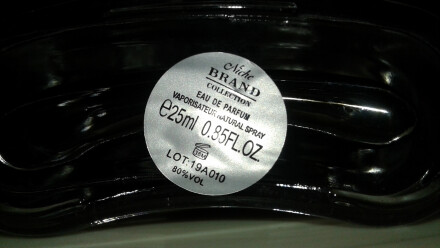 Niche
BRAND
COLLECTION
EAU DE PARFUM
VAPORISATEUR NATURAL SPRAY
e25ml 0.85FL.OZ.
LOT:19A010
80%VOL